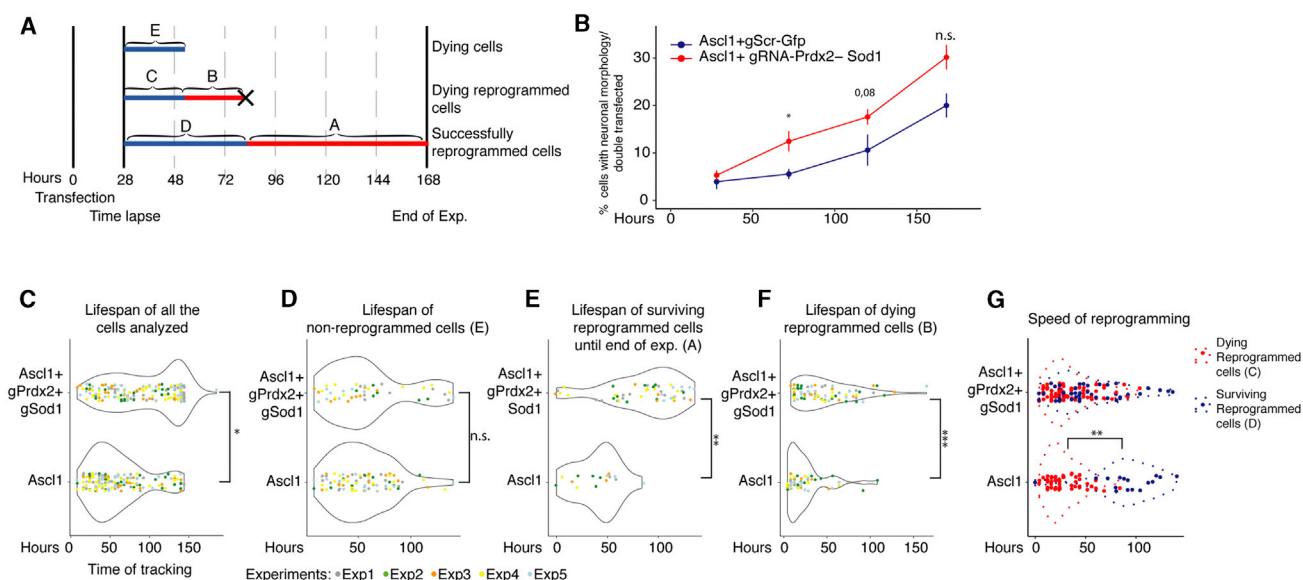 A
E
Dying cells
C
B
Dying reprogrammed
cells
D
A
Successfully
reprogrammed cells
Hours
0
28
48
72
96
120
144
168
Transfection
Time lapse
End of Exp.
B
% cells with neuronal morphology/
double transfected
30
20
10
0
Ascl1+gScr-Gfp
Ascl1+ gRNA-Prdx2– Sod1
*
0,08
n.s.
Hours
0
50
100
150
C
Lifespan of all the
cells analyzed
Ascl1+
gPrdx2+
gSod1
Ascl1
*
Hours
0
50
100
150
Time of tracking
D
Lifespan of
non-reprogrammed cells (E)
Ascl1+
gPrdx2+
gSod1
Ascl1
n.s.
Hours
50
100
E
Lifespan of surviving
reprogrammed cells
until end of exp. (A)
Ascl1+
gPrdx2+
Sod1
Ascl1
**
Hours
0
50
100
F
Lifespan of dying
reprogrammed cells (B)
Ascl1+
gPrdx2+
gSod1
Ascl1
***
Hours
0
50
100
150
G
Speed of reprogramming
Ascl1+
gPrdx2+
gSod1
Ascl1
**
Hours
0
50
100
Dying
Reprogrammed
cells (C)
Surviving
Reprogrammed
cells (D)
Experiments: Exp1 Exp2 Exp3 Exp4 Exp5